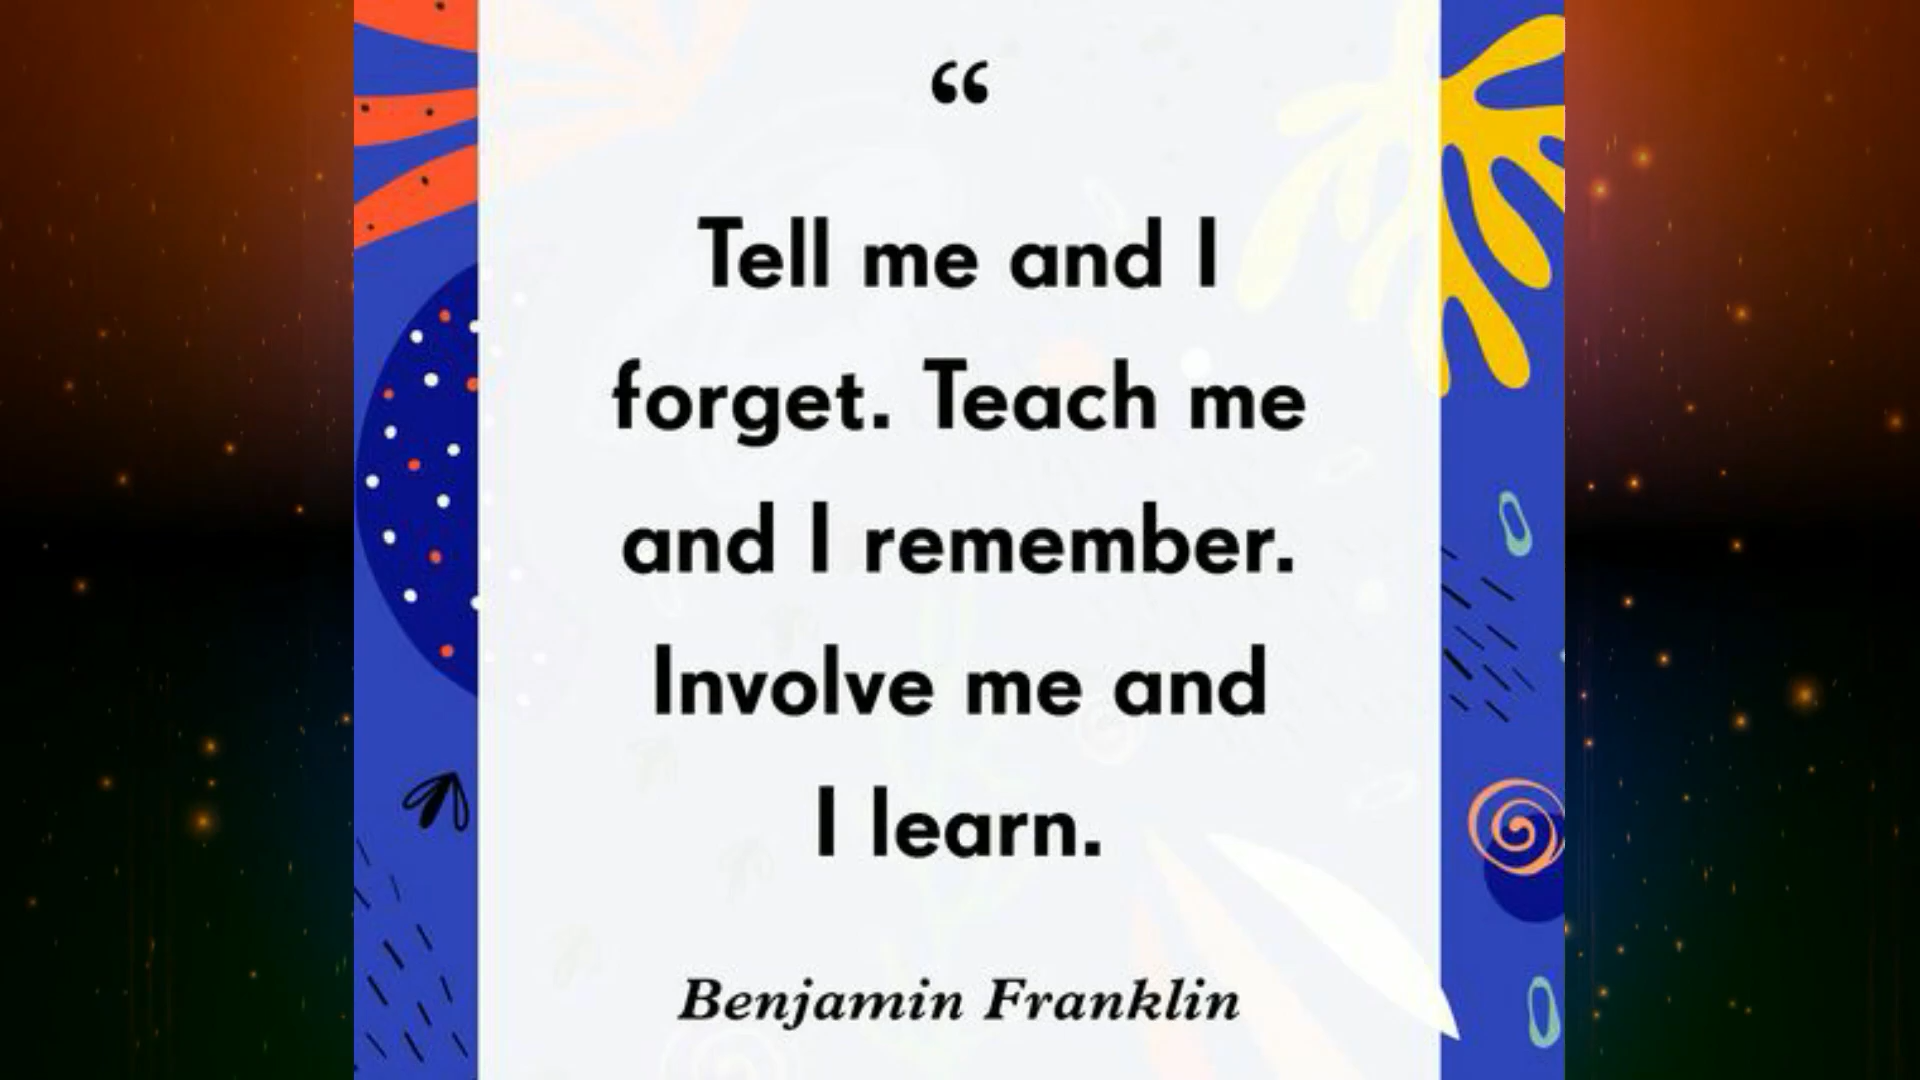 “
Tell me and I
forget. Teach me
and I remember.
Involve me and
I learn.
Benjamin Franklin